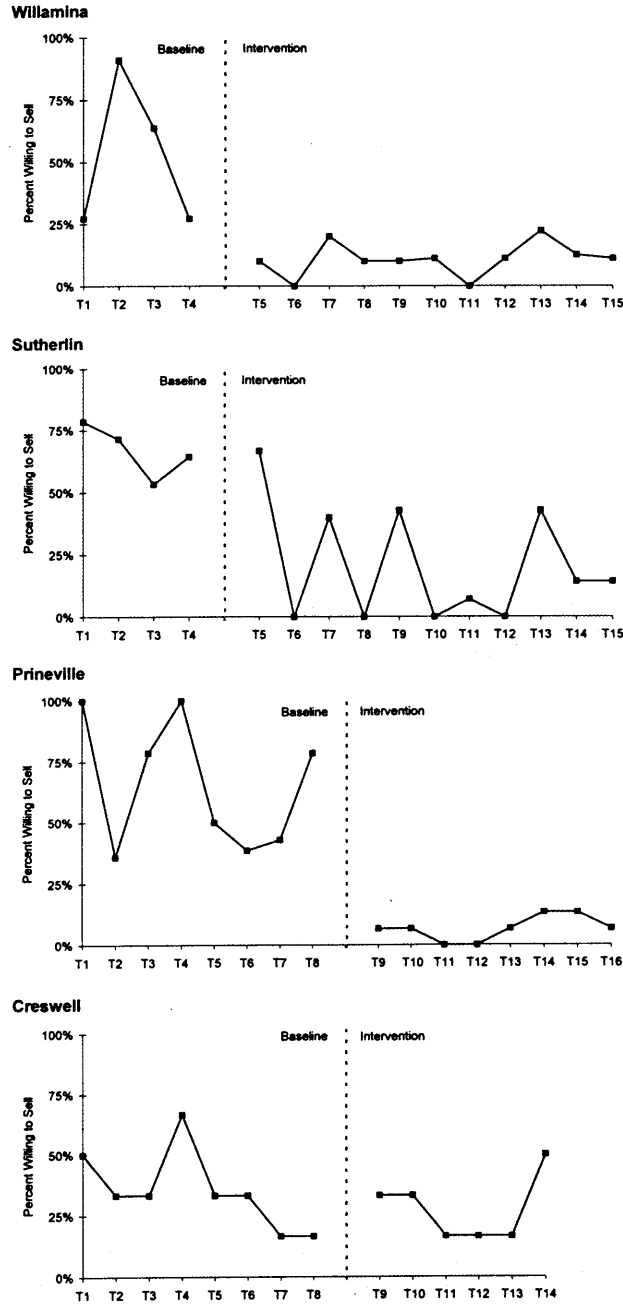 Willamina
100%
Baseline
Intervention
75%
50%
25%
0%
Percent Willing to Sell
T1 T2 T3 T4 T5 T6 T7 T8 T9 T10 T11 T12 T13 T14 T15
Sutherlin
100%
Baseline
Intervention
75%
50%
25%
0%
Percent Willing to Sell
T1 T2 T3 T4 T5 T6 T7 T8 T9 T10 T11 T12 T13 T14 T15
Prineville
100%
Baseline
Intervention
75%
50%
25%
0%
Percent Willing to Sell
T1 T2 T3 T4 T5 T6 T7 T8 T9 T10 T11 T12 T13 T14 T15 T16
Creswell
100%
Baseline
Intervention
75%
50%
25%
0%
Percent Willing to Sell
T1 T2 T3 T4 T5 T6 T7 T8 T9 T10 T11 T12 T13 T14